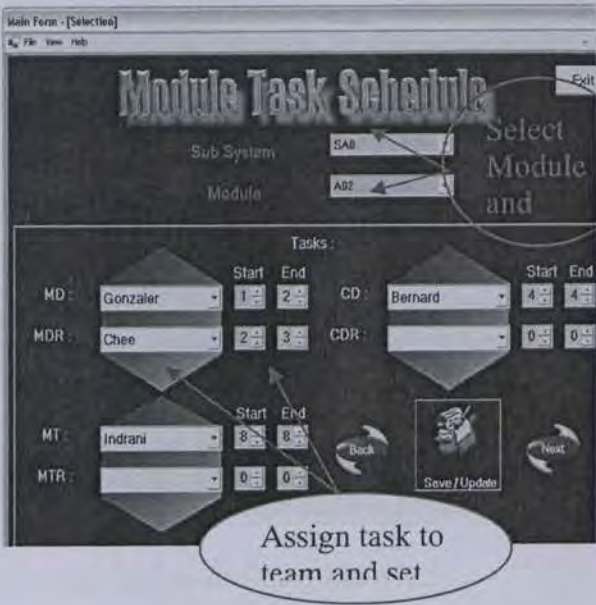 Main Form - [Selection]
File View Help
Module Task Schedule
Exit
Sub System
SA0
Module
A02
Select
Module
and
Tasks :
Start End
MD :
Gonzaler
1 2
CD :
Bernard
Start End
4 4
MDR :
Chee
2 3
CDR :
0 0
Start End
MT :
Indrani
8 8
MTR :
0 0
Back
Save / Update
Next
Assign task to
team and set